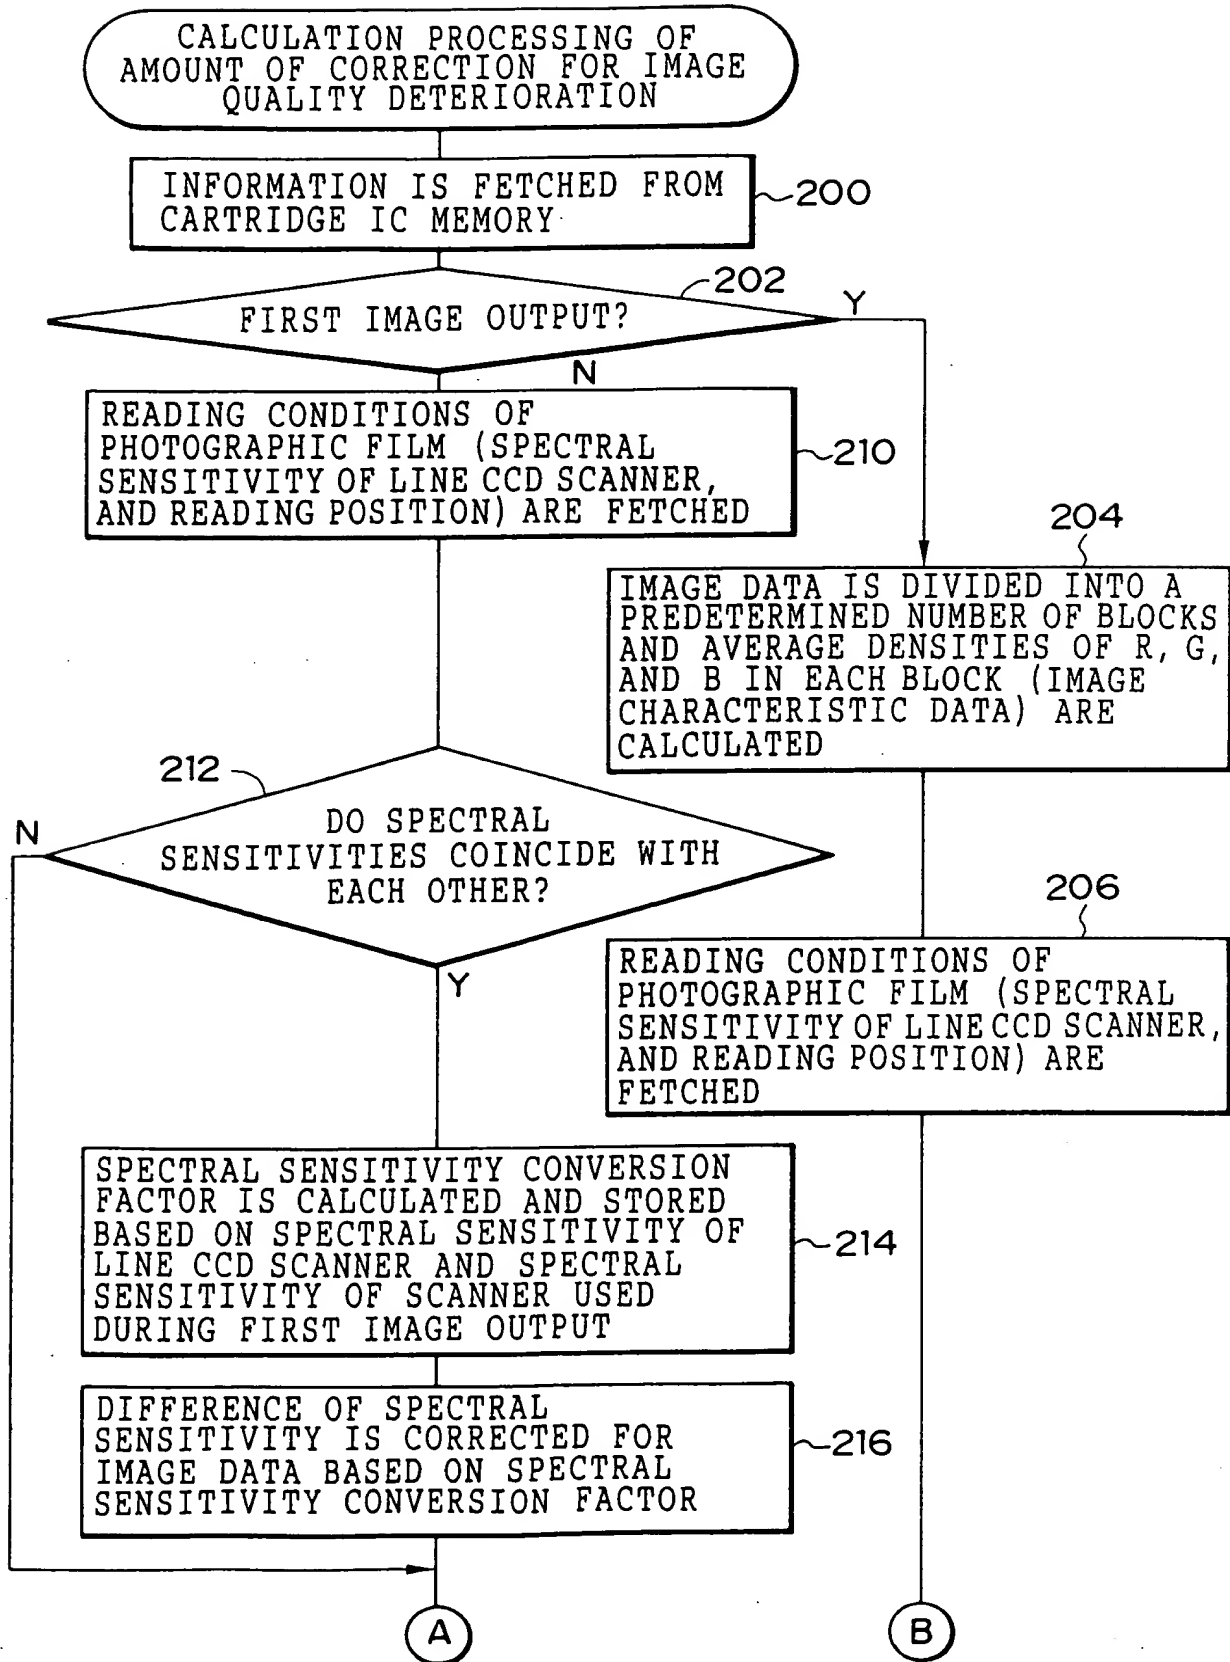 CALCULATION PROCESSING OF
AMOUNT OF CORRECTION FOR IMAGE
QUALITY DETERIORATION
INFORMATION IS FETCHED FROM
CARTRIDGE IC MEMORY
200
202
FIRST IMAGE OUTPUT?
Y
N
READING CONDITIONS OF
PHOTOGRAPHIC FILM (SPECTRAL
SENSITIVITY OF LINE CCD SCANNER,
AND READING POSITION) ARE FETCHED
210
204
IMAGE DATA IS DIVIDED INTO A
PREDETERMINED NUMBER OF BLOCKS
AND AVERAGE DENSITIES OF R, G,
AND B IN EACH BLOCK (IMAGE
CHARACTERISTIC DATA) ARE
CALCULATED
212
N
DO SPECTRAL
SENSITIVITIES COINCIDE WITH
EACH OTHER?
Y
206
READING CONDITIONS OF
PHOTOGRAPHIC FILM (SPECTRAL
SENSITIVITY OF LINE CCD SCANNER,
AND READING POSITION) ARE
FETCHED
SPECTRAL SENSITIVITY CONVERSION
FACTOR IS CALCULATED AND STORED
BASED ON SPECTRAL SENSITIVITY OF
LINE CCD SCANNER AND SPECTRAL
SENSITIVITY OF SCANNER USED
DURING FIRST IMAGE OUTPUT
214
DIFFERENCE OF SPECTRAL
SENSITIVITY IS CORRECTED FOR
IMAGE DATA BASED ON SPECTRAL
SENSITIVITY CONVERSION FACTOR
216
A
B